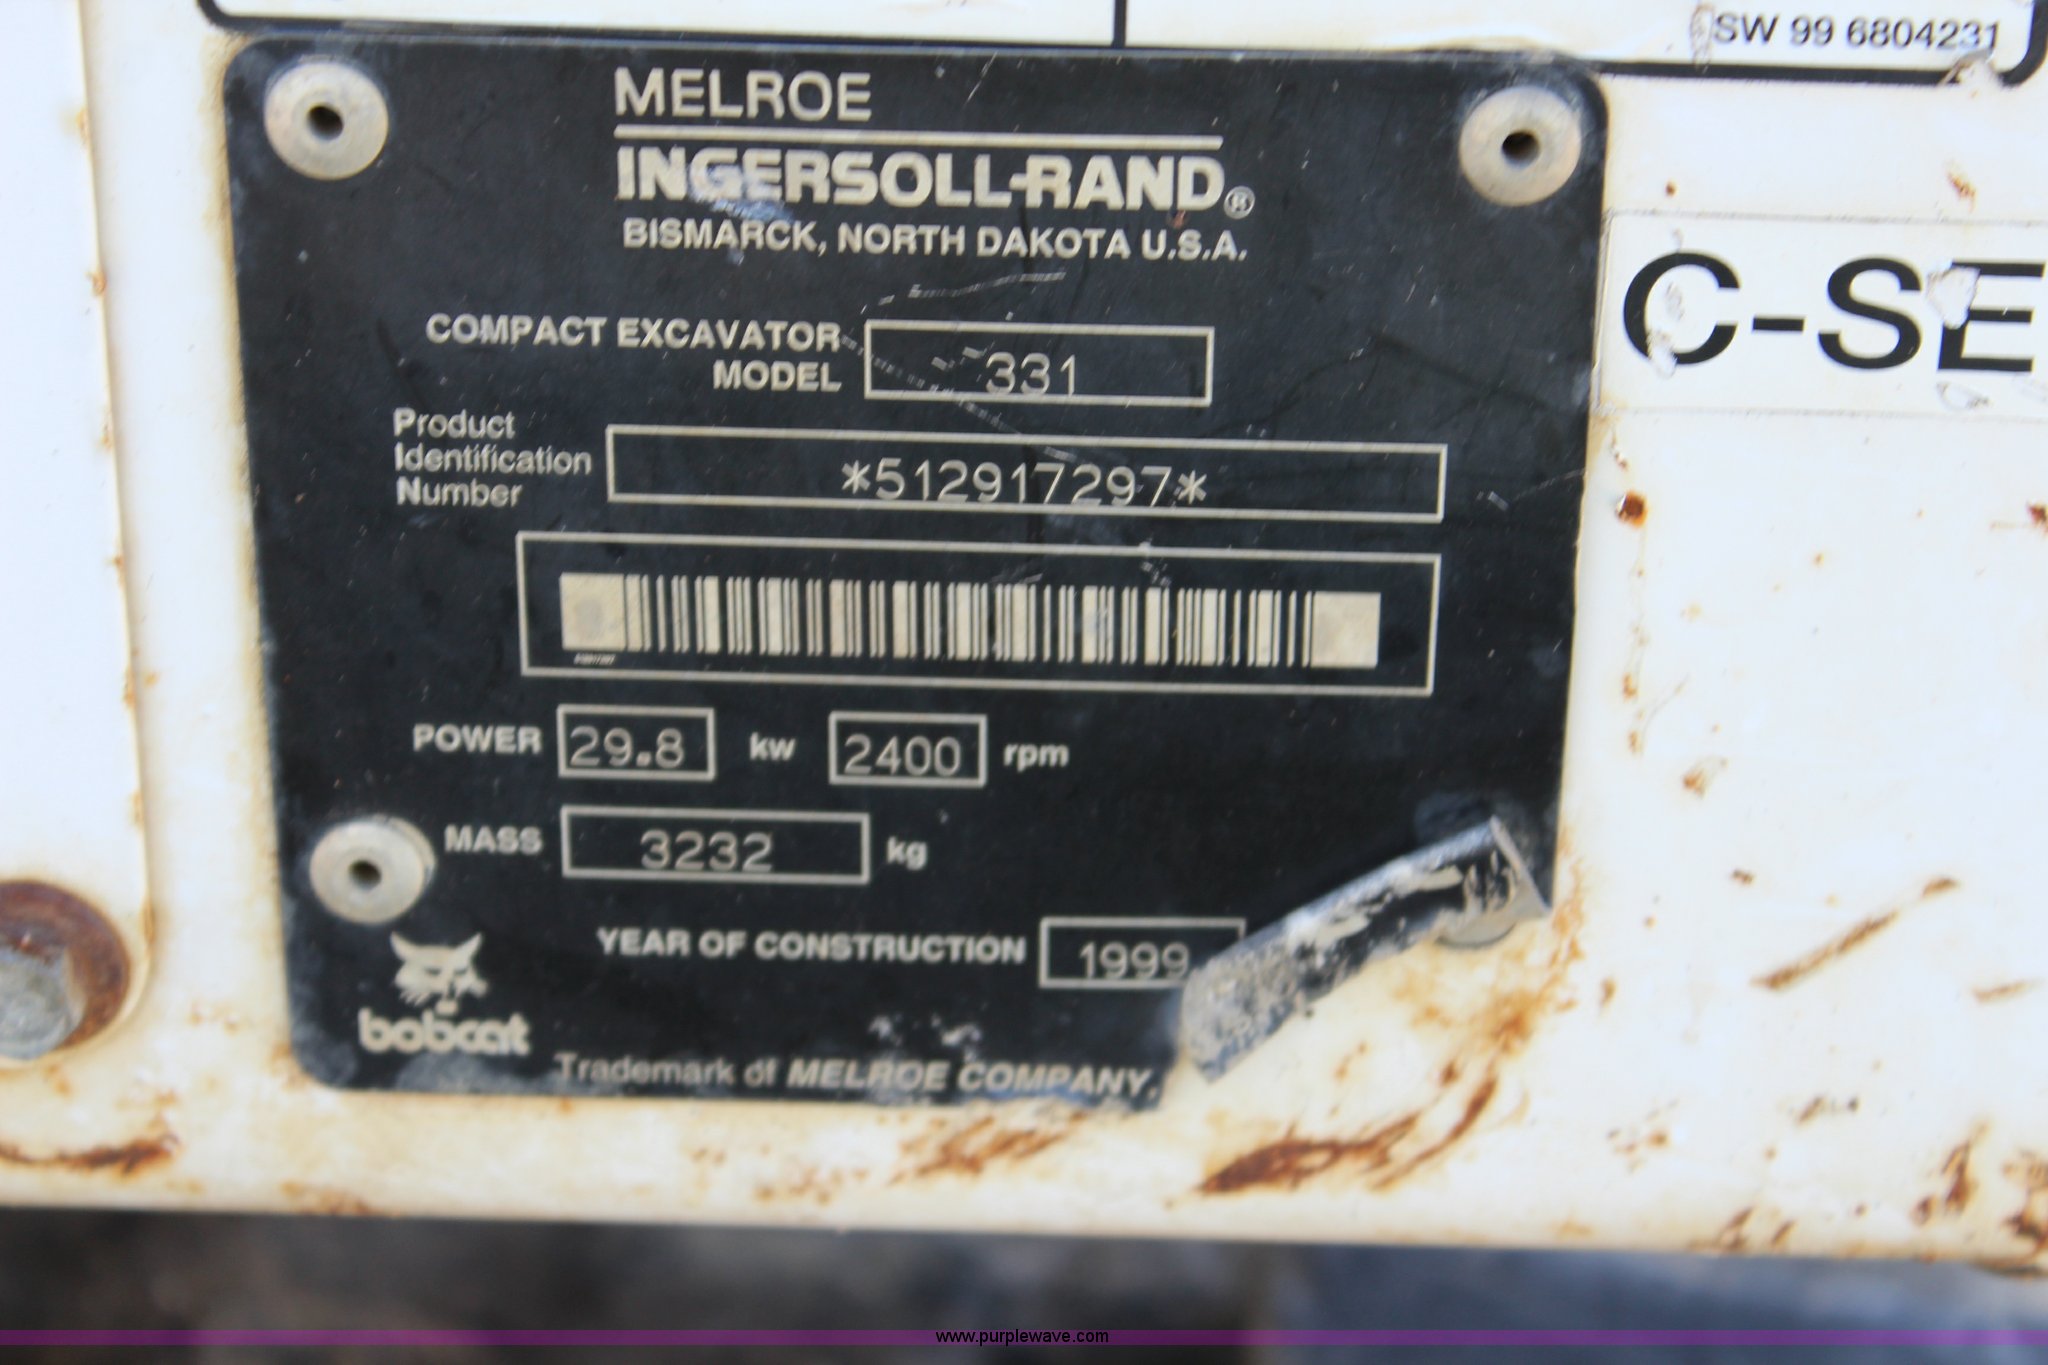 SW 99 6804231
MELROE
INGERSOLL-RAND®
BISMARCK, NORTH DAKOTA U.S.A.
C-SE
COMPACT EXCAVATOR
MODEL 331
Product
Identification
Number *512917297*
POWER 29.8 kw 2400 rpm
MASS 3232 kg
YEAR OF CONSTRUCTION 1999
bobcat
Trademark of MELROE COMPANY,
www.purplewave.com